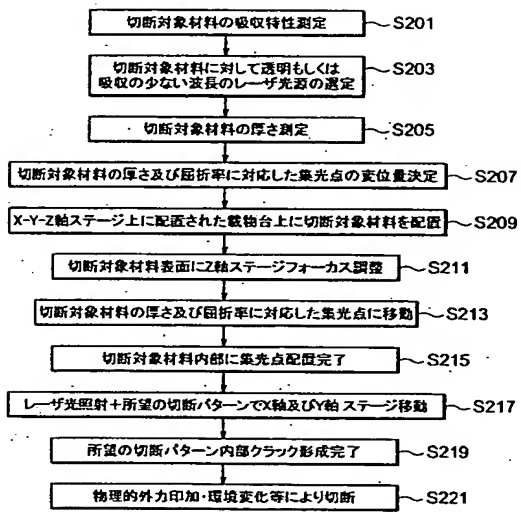 切断対象材料の吸収特性測定 S201
切断対象材料に対して透明もしくは
吸収の少ない波長のレーザ光源の選定 S203
切断対象材料の厚さ測定 S205
切断対象材料の厚さ及び屈折率に対応した集光点の変位量決定 S207
X-Y-Z軸ステージ上に配置された載物台上に切断対象材料を配置 S209
切断対象材料表面にZ軸ステージフォーカス調整 S211
切断対象材料の厚さ及び屈折率に対応した集光点に移動 S213
切断対象材料内部に集光点配置完了 S215
レーザ光照射+所望の切断パターンでX軸及びY軸ステージ移動 S217
所望の切断パターン内部クラック形成完了 S219
物理的外力印加・環境変化等により切断 S221